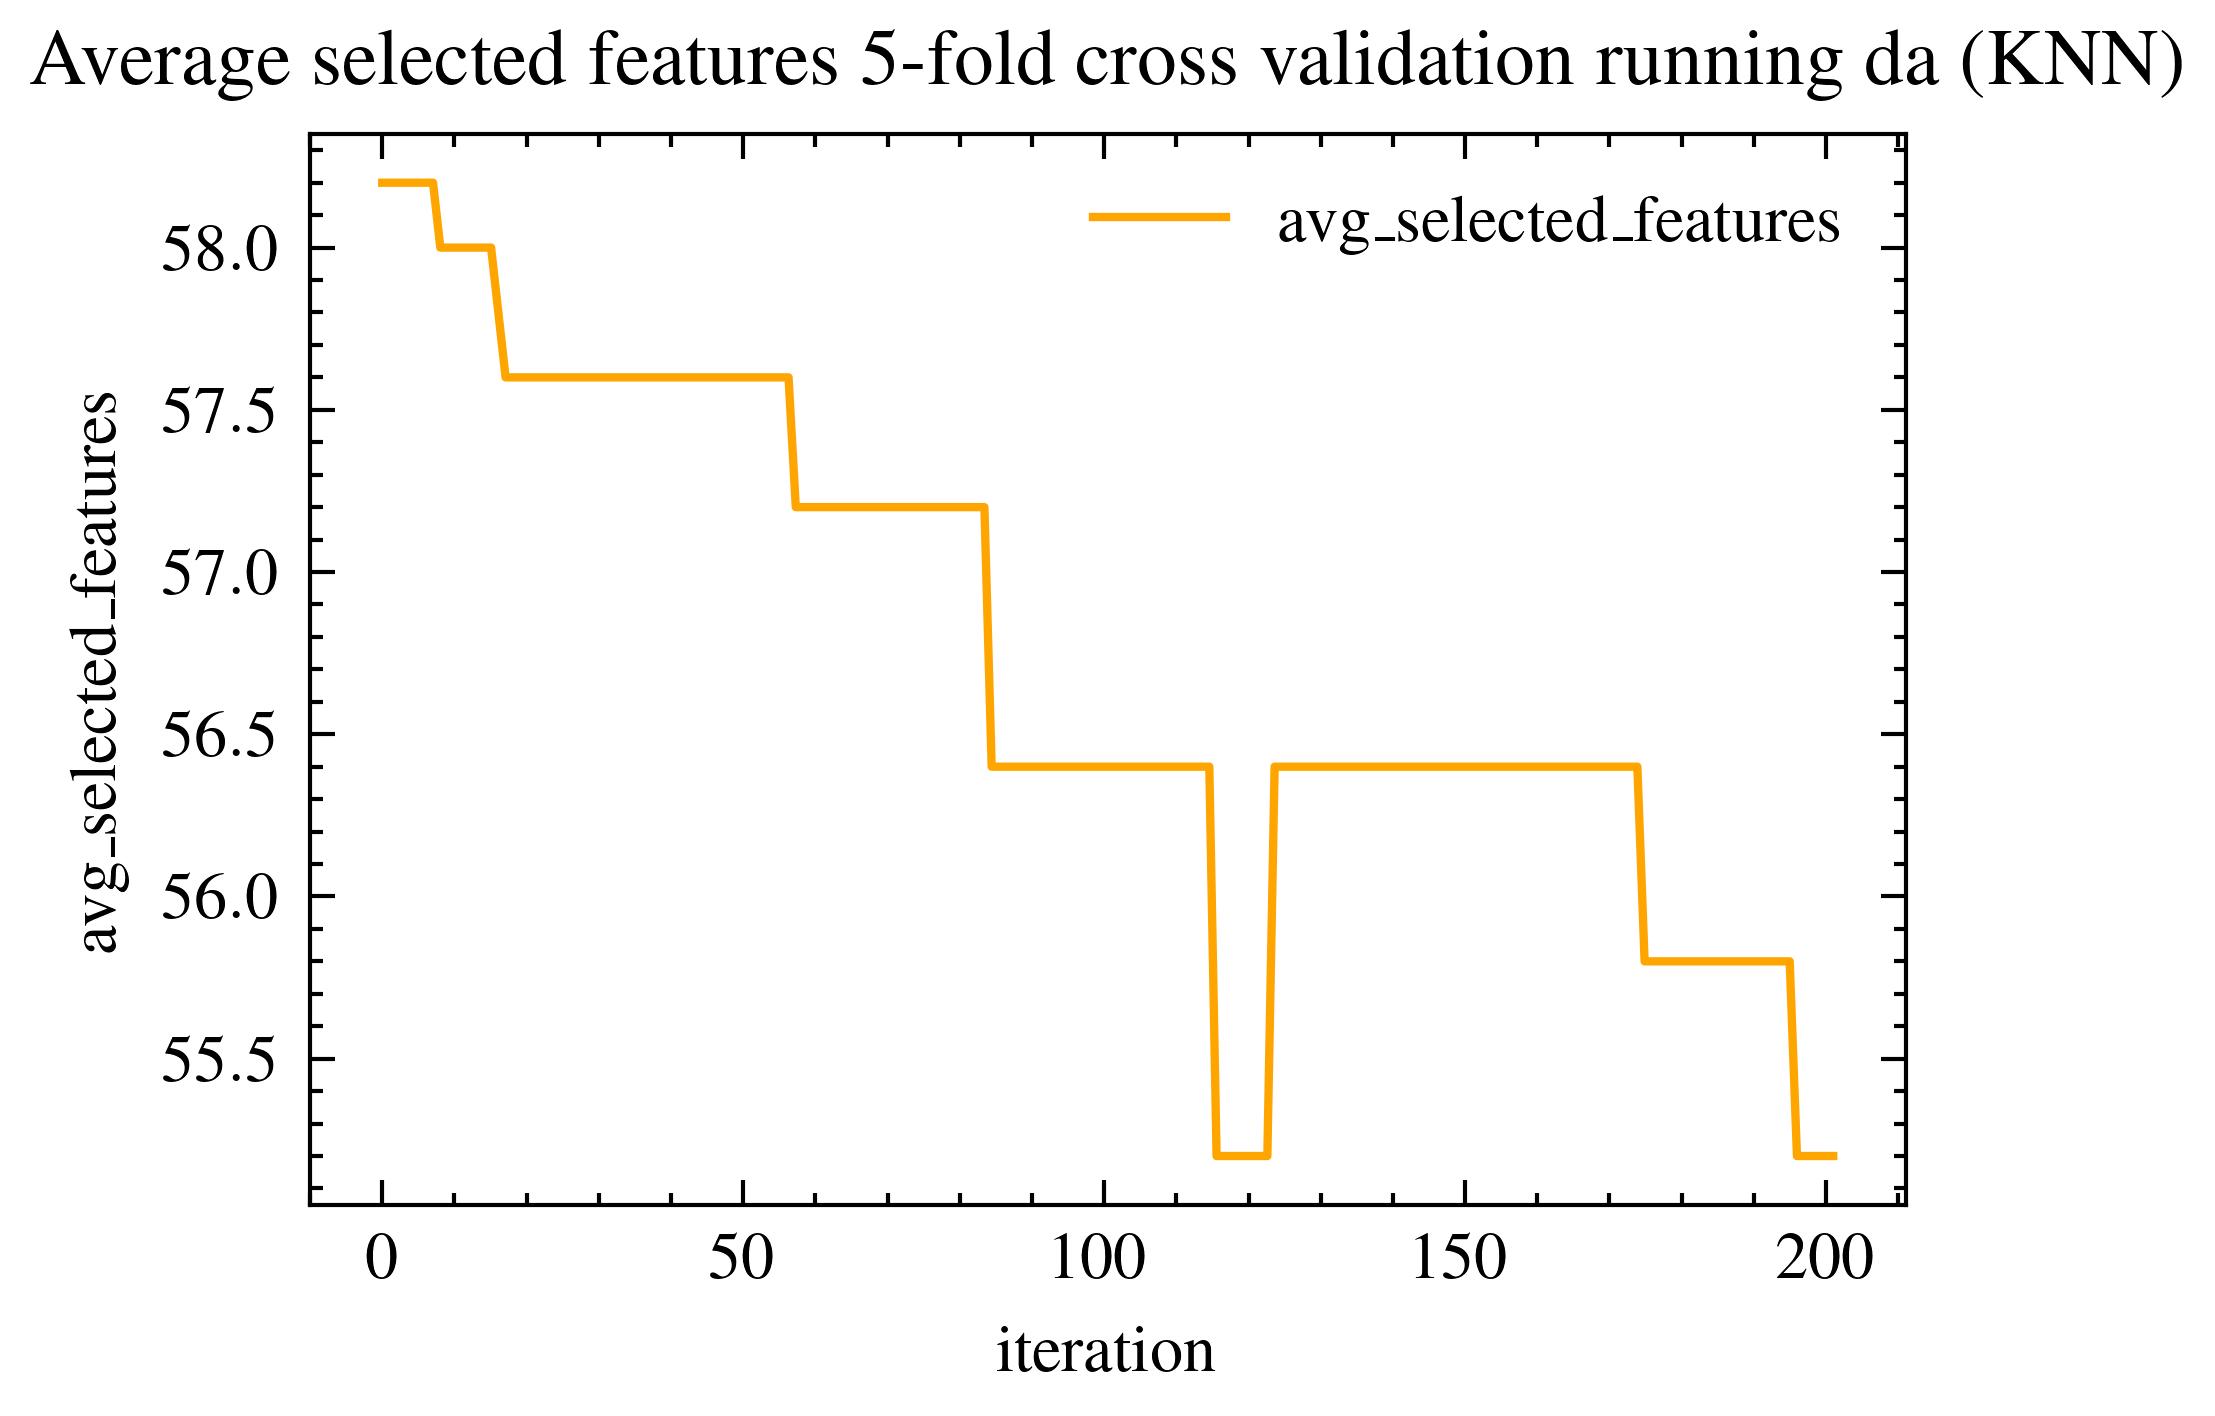 Average selected features 5-fold cross validation running da (KNN)
avg_selected_features
avg_selected_features
58.0
57.5
57.0
56.5
56.0
55.5
0 50 100 150 200
iteration